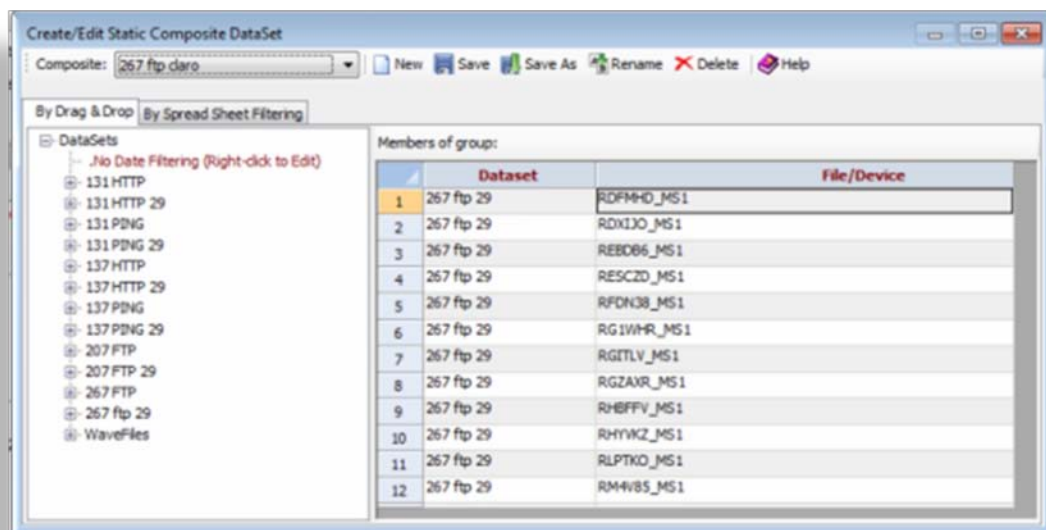 Create/Edit Static Composite DataSet
Composite: 267 ftp claro New Save Save As Rename Delete Help
By Drag & Drop By Spread Sheet Filtering
DataSets
.No Date Filtering (Right-click to Edit)
131 HTTP
131 HTTP 29
131 PING
131 PING 29
137 HTTP
137 HTTP 29
137 PING
137 PING 29
207 FTP
207 FTP 29
267 FTP
267 ftp 29
WaveFiles
Members of group:
Dataset File/Device
1 267 ftp 29 RDFMHD_MS1
2 267 ftp 29 RDXIJO_MS1
3 267 ftp 29 REBDB6_MS1
4 267 ftp 29 RESCZD_MS1
5 267 ftp 29 RFDN38_MS1
6 267 ftp 29 RG1WHR_MS1
7 267 ftp 29 RGITLV_MS1
8 267 ftp 29 RGZAXR_MS1
9 267 ftp 29 RHBFFV_MS1
10 267 ftp 29 RHYVKZ_MS1
11 267 ftp 29 RLPTKO_MS1
12 267 ftp 29 RM4V85_MS1